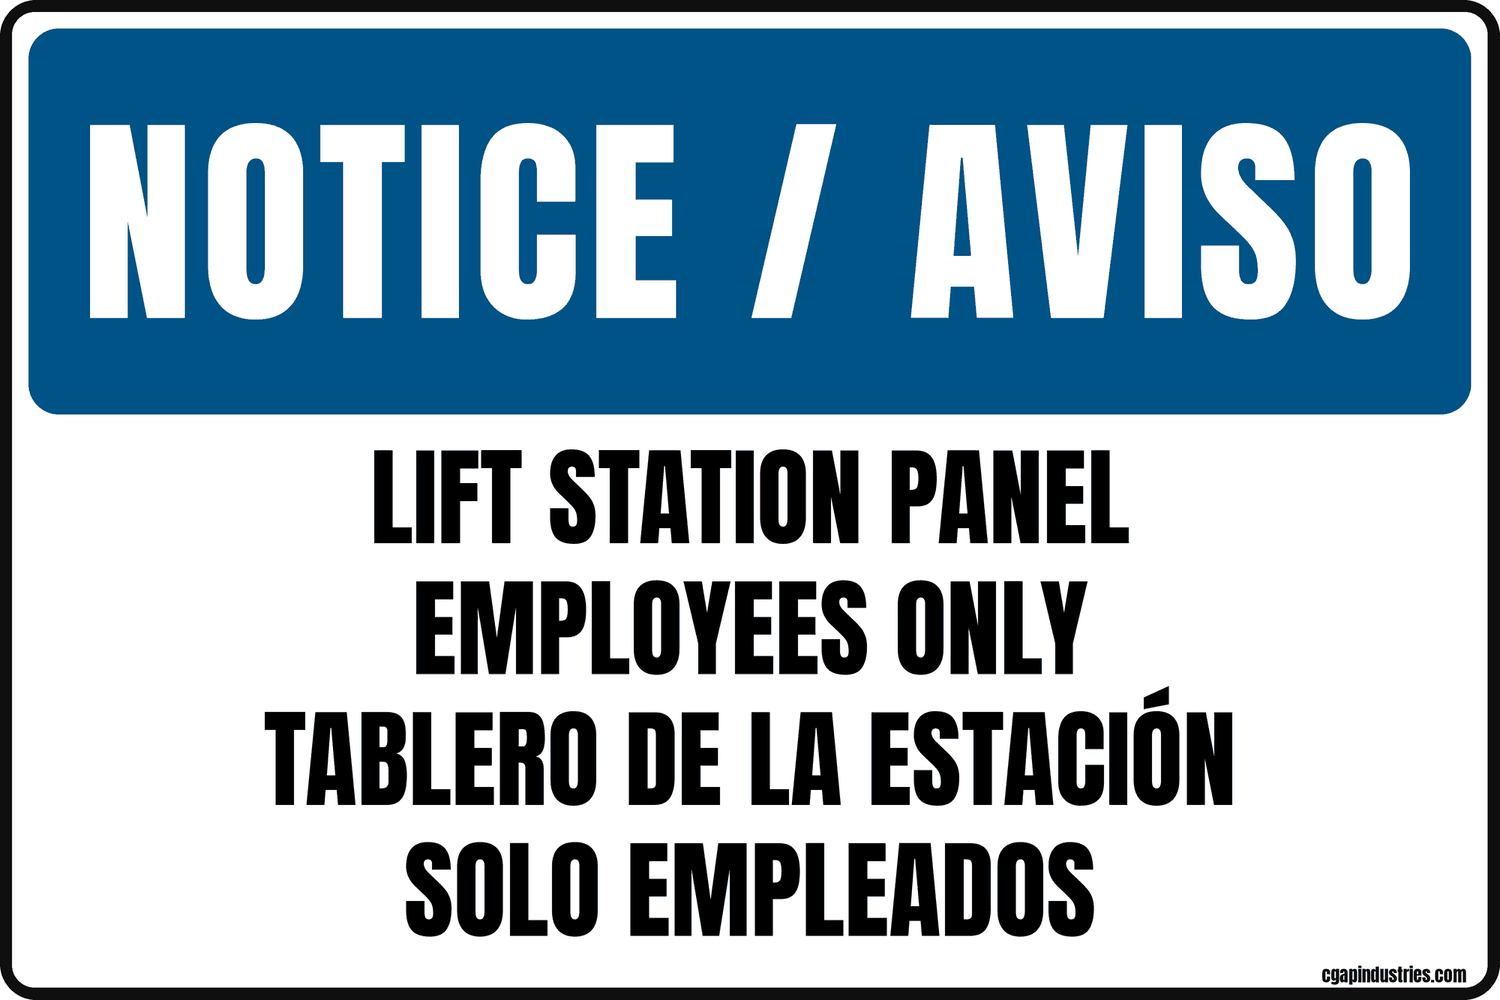 NOTICE / AVISO
LIFT STATION PANEL
EMPLOYEES ONLY
TABLERO DE LA ESTACIÓN
SOLO EMPLEADOS
cgapindustries.com